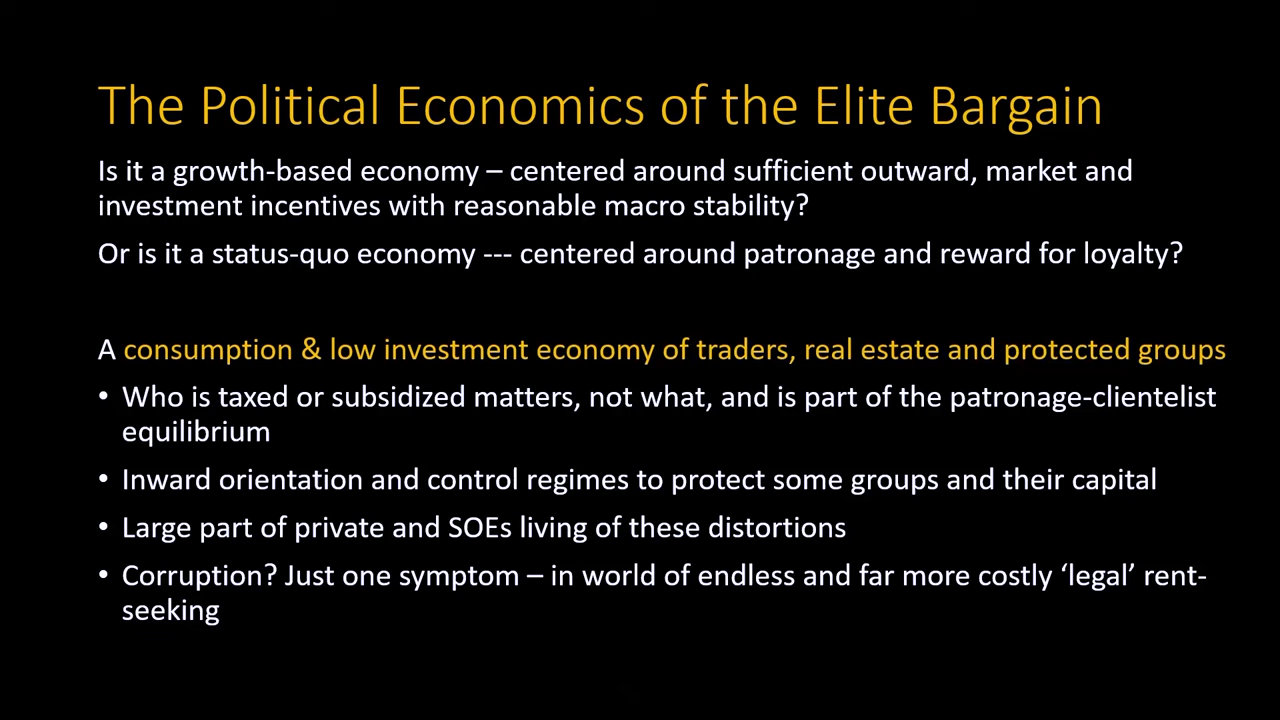 The Political Economics of the Elite Bargain
Is it a growth-based economy – centered around sufficient outward, market and
investment incentives with reasonable macro stability?
Or is it a status-quo economy --- centered around patronage and reward for loyalty?
A consumption & low investment economy of traders, real estate and protected groups
• Who is taxed or subsidized matters, not what, and is part of the patronage-clientelist
equilibrium
• Inward orientation and control regimes to protect some groups and their capital
• Large part of private and SOEs living of these distortions
• Corruption? Just one symptom – in world of endless and far more costly ‘legal’ rent-
seeking